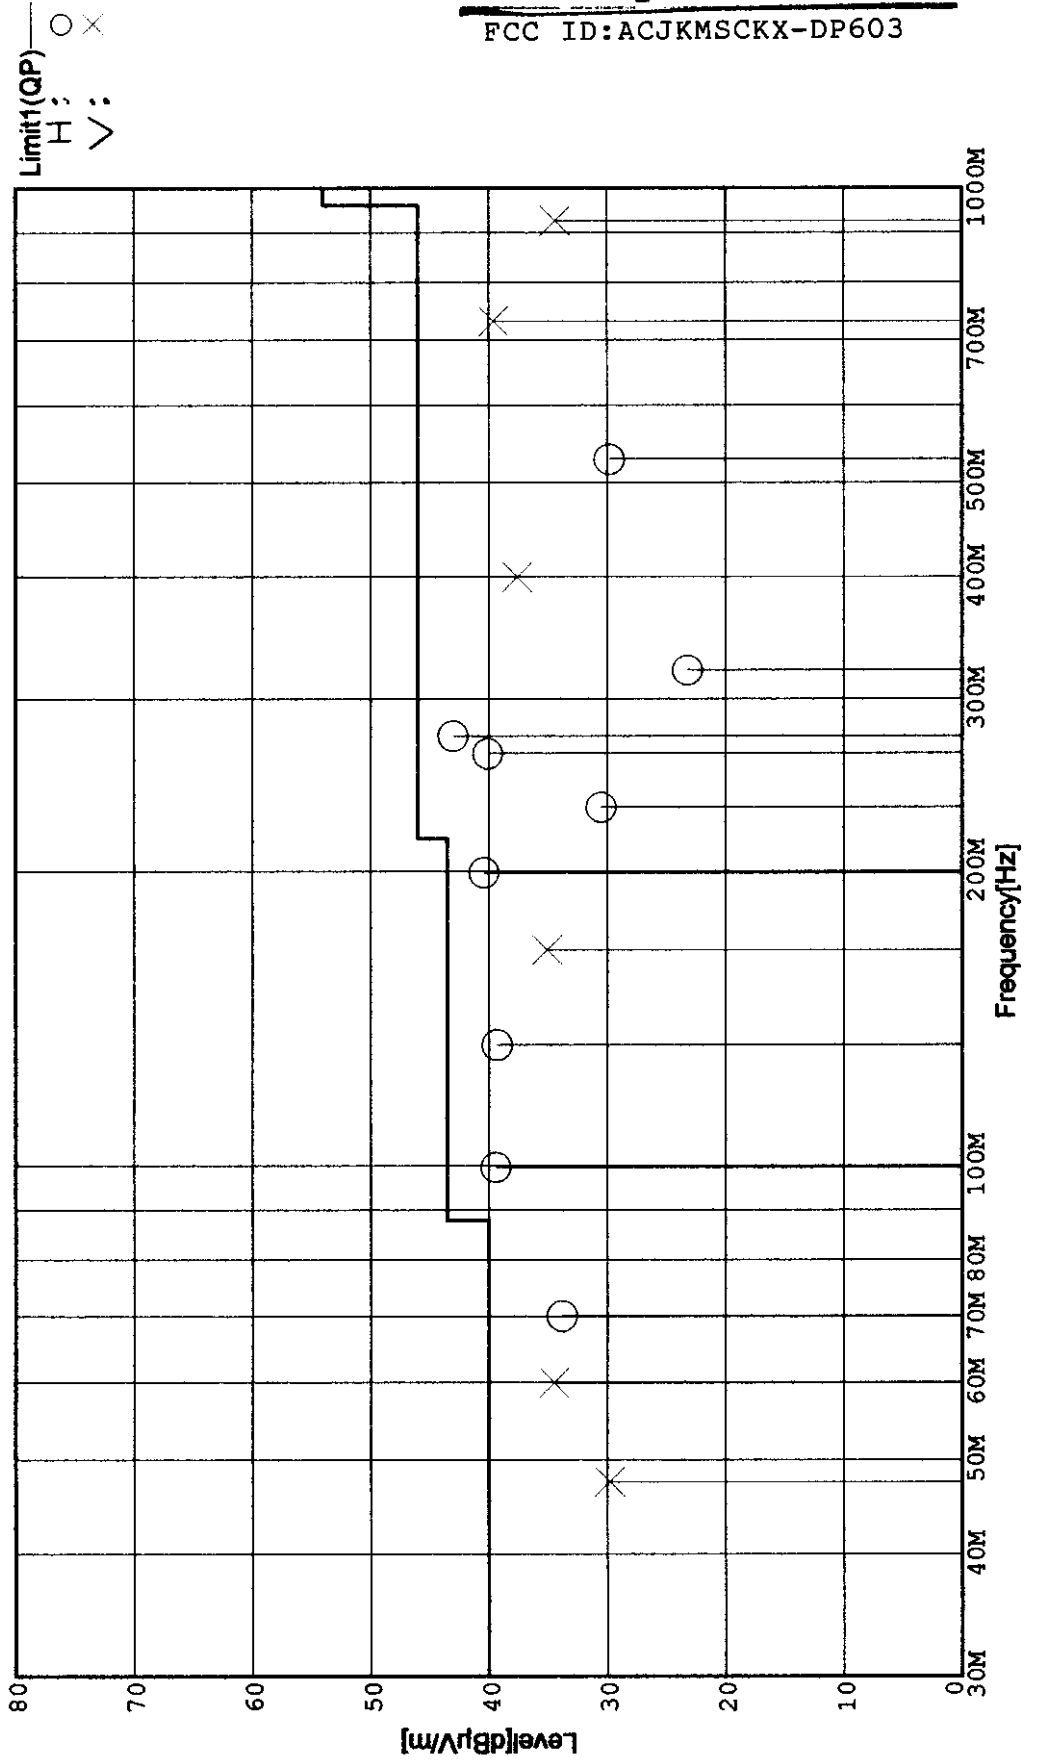 FCC ID:ACJKMSCKX-DP603
Limit1(QP)
H: O
V: ×
Level[dBµV/m]
80
70
60
50
40
30
20
10
0
30M 40M 50M 60M 70M 80M 100M 200M 300M 400M 500M 700M 1000M
Frequency[Hz]